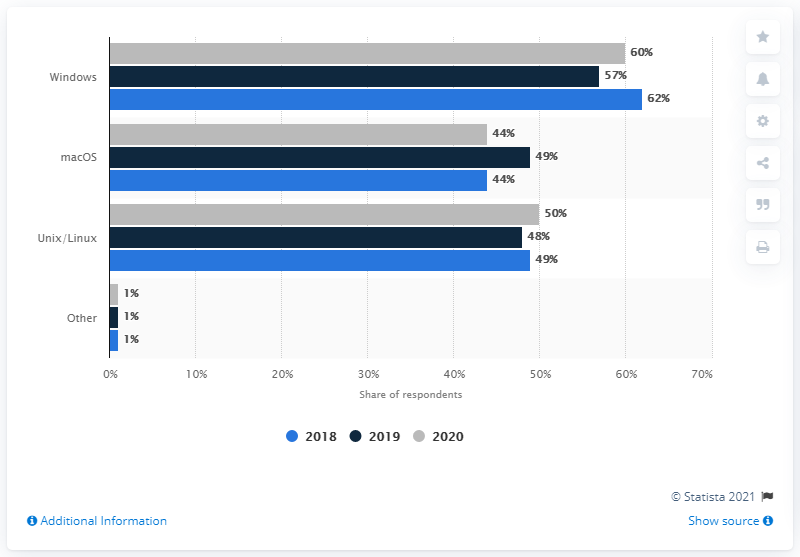 Windows
60%
57%
62%
macOS
44%
49%
44%
Unix/Linux
50%
48%
49%
Other
1%
1%
1%
0% 10% 20% 30% 40% 50% 60% 70%
Share of respondents
2018 2019 2020
© Statista 2021
Additional Information Show source